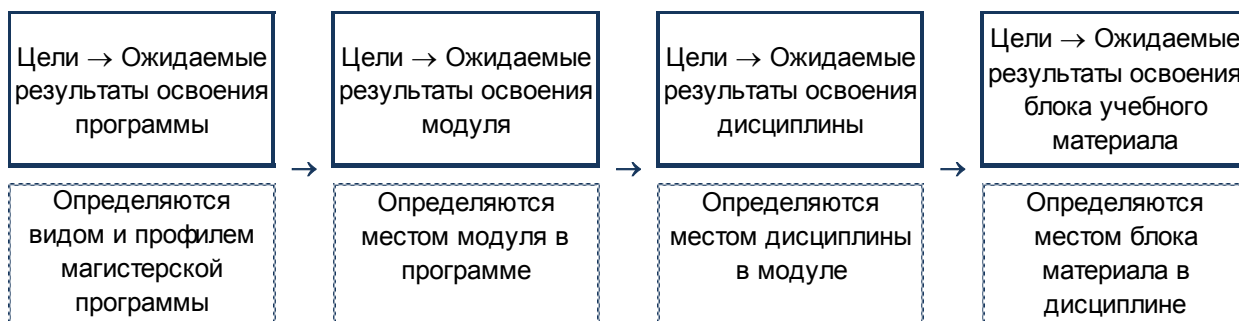 Цели → Ожидаемые
результаты освоения
программы
Определяются
видом и профилем
магистерской
программы
→
Цели → Ожидаемые
результаты освоения
модуля
Определяются
местом модуля в
программе
→
Цели → Ожидаемые
результаты освоения
дисциплины
Определяются
местом дисциплины
в модуле
→
Цели → Ожидаемые
результаты освоения
блока учебного
материала
Определяются
местом блока
материала в
дисциплине